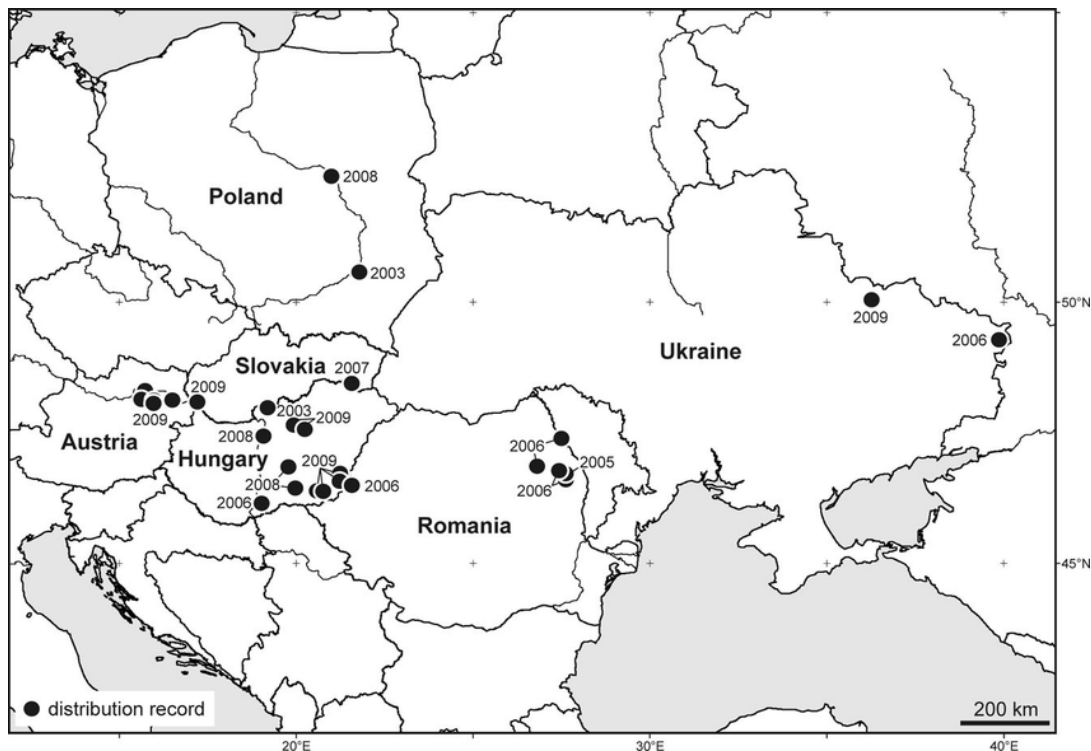 2008
Poland
2003
50°N
2009
2006
Ukraine
2007
Slovakia
2009
2003
2009
2009
Austria
2008
2006
Hungary
2009
2005
2008
2006
2006
2006
Romania
45°N
distribution record
200 km
20°E
30°E
40°E